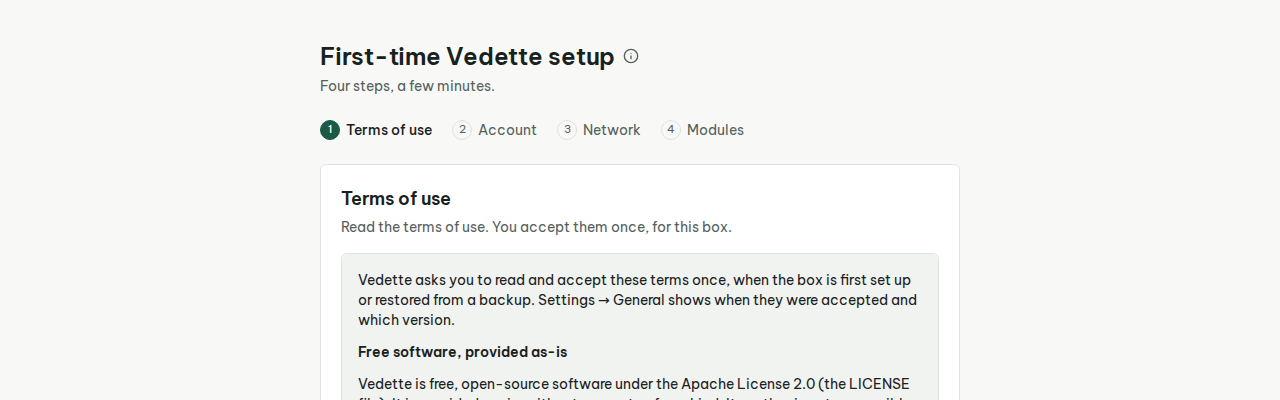 First-time Vedette setup
Four steps, a few minutes.
1 Terms of use 2 Account 3 Network 4 Modules
Terms of use
Read the terms of use. You accept them once, for this box.
Vedette asks you to read and accept these terms once, when the box is first set up
or restored from a backup. Settings → General shows when they were accepted and
which version.
Free software, provided as-is
Vedette is free, open-source software under the Apache License 2.0 (the LICENSE